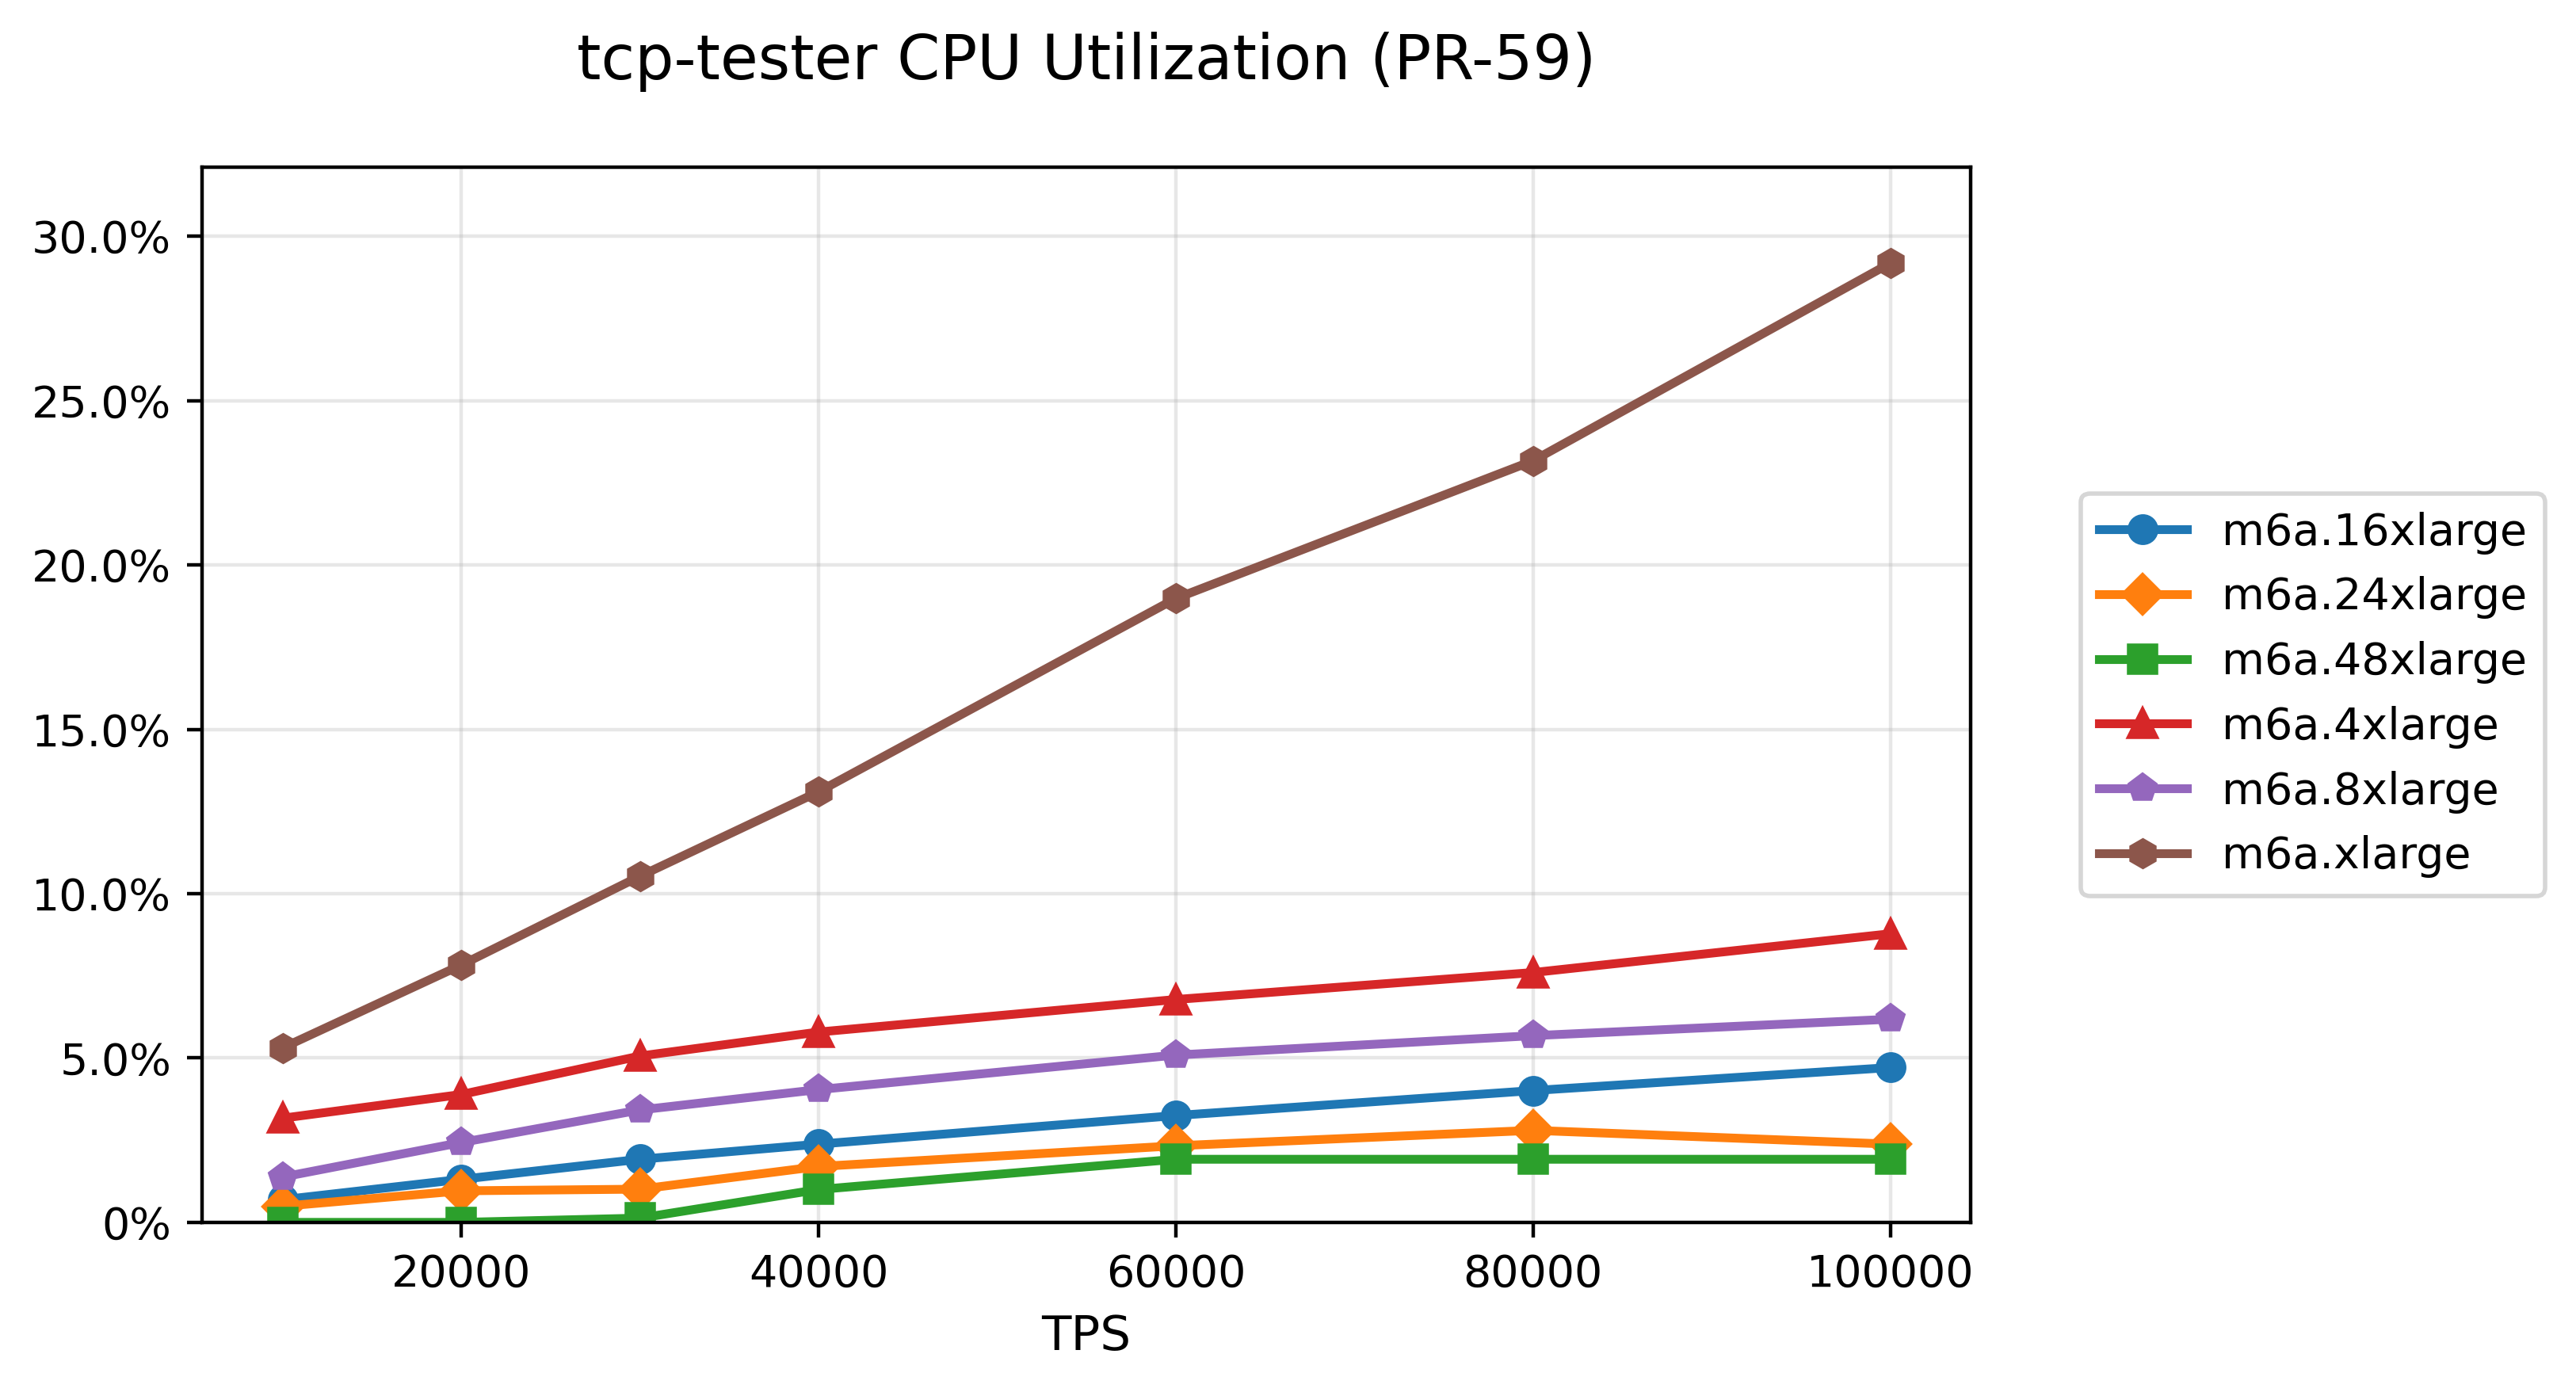 tcp-tester CPU Utilization (PR-59)
30.0%
25.0%
20.0%
15.0%
10.0%
5.0%
0%
20000
40000
60000
80000
100000
TPS
m6a.16xlarge
m6a.24xlarge
m6a.48xlarge
m6a.4xlarge
m6a.8xlarge
m6a.xlarge